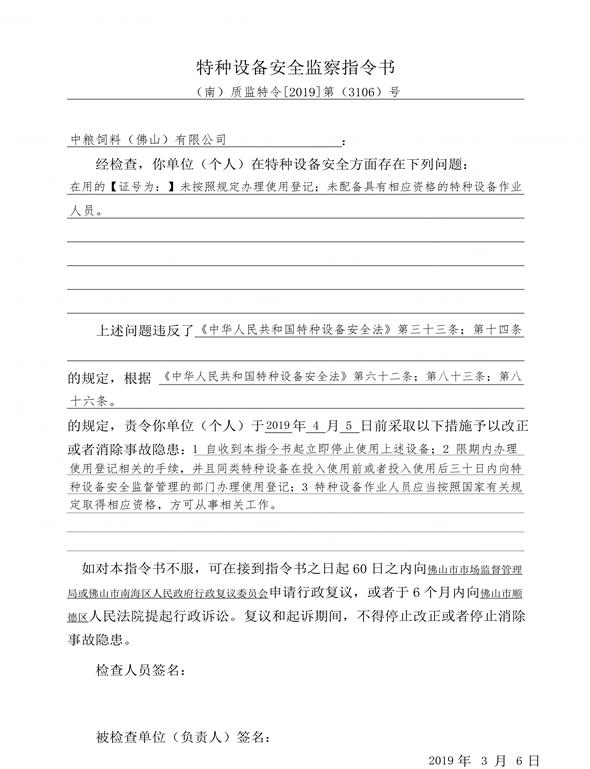 特种设备安全监察指令书
（南）质监特令[2019]第（3106）号
中粮饲料（佛山）有限公司：
经检查，你单位（个人）在特种设备安全方面存在下列问题：
在用的【证号为：】未按照规定办理使用登记；未配备具有相应资格的特种设备作业
人员。
上述问题违反了《中华人民共和国特种设备安全法》第三十三条；第十四条
的规定，根据 《中华人民共和国特种设备安全法》第六十二条；第八十三条；第八
十六条。
的规定，责令你单位（个人）于2019年 4 月 5 日前采取以下措施予以改正
或者消除事故隐患：1 自收到本指令书起立即停止使用上述设备；2 限期内办理
使用登记相关的手续，并且同类特种设备在投入使用前或者投入使用后三十日内向特
种设备安全监督管理的部门办理使用登记；3 特种设备作业人员应当按照国家有关规
定取得相应资格，方可从事相关工作。
如对本指令书不服，可在接到指令书之日起 60 日之内向佛山市市场监督管理
局或佛山市南海区人民政府行政复议委员会申请行政复议，或者于 6 个月内向佛山市顺
德区人民法院提起行政诉讼。复议和起诉期间，不得停止改正或者停止消除
事故隐患。
检查人员签名：
被检查单位（负责人）签名：
2019 年 3 月 6 日